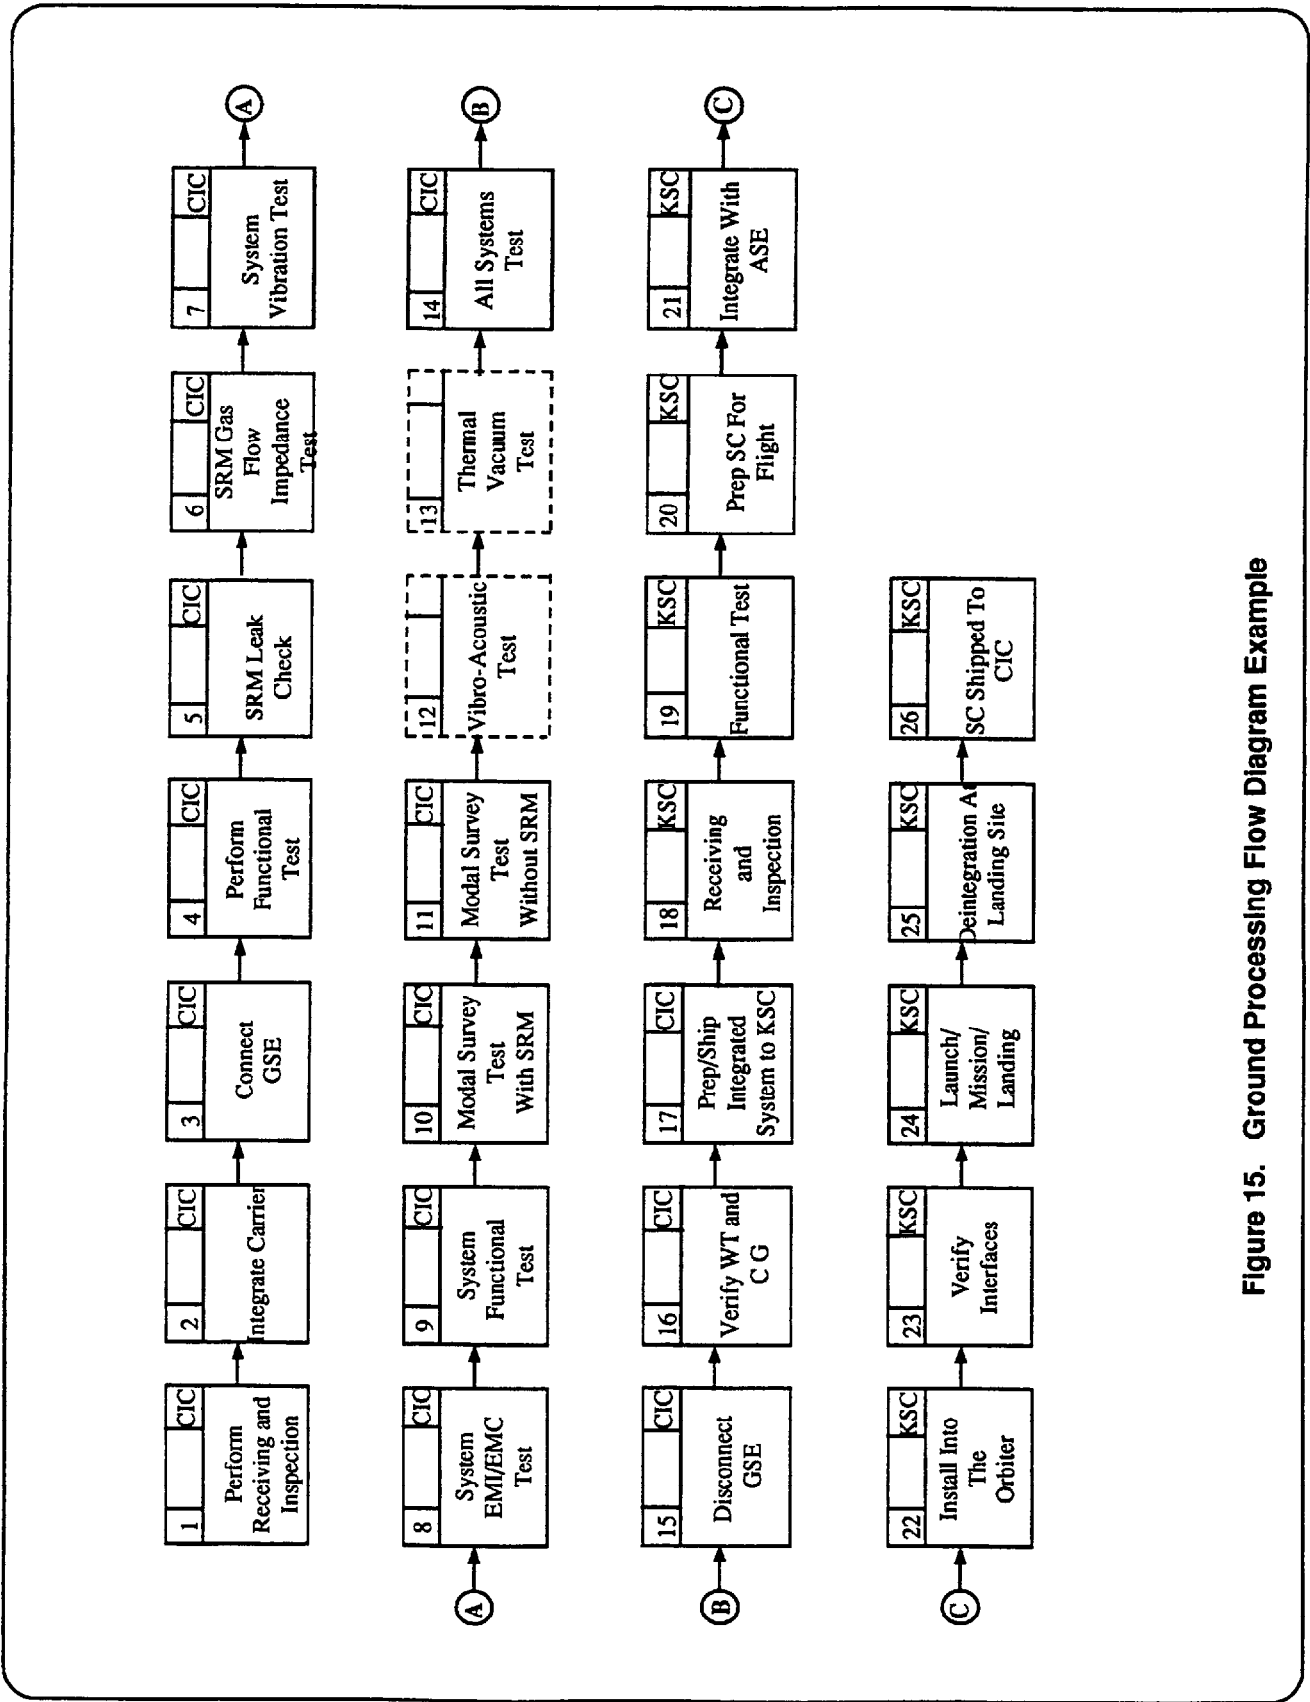 1 CIC
Perform
Receiving and
Inspection
2 CIC
Integrate Carrier
3 CIC
Connect
GSE
4 CIC
Perform
Functional
Test
5 CIC
SRM Leak
Check
6 CIC
SRM Gas
Flow
Impedance
Test
7 CIC
System
Vibration Test
A
A
8 CIC
System
EMI/EMC
Test
9 CIC
System
Functional
Test
10 CIC
Modal Survey
Test
With SRM
11 CIC
Modal Survey
Test
Without SRM
12
Vibro-Acoustic
Test
13
Thermal
Vacuum
Test
14 CIC
All Systems
Test
B
B
15 CIC
Disconnect
GSE
16 CIC
Verify WT and
C G
17 CIC
Prep/Ship
Integrated
System to KSC
18 KSC
Receiving
and
Inspection
19 KSC
Functional Test
20 KSC
Prep SC For
Flight
21 KSC
Integrate With
ASE
C
C
22 KSC
Install Into
The
Orbiter
23 KSC
Verify
Interfaces
24 KSC
Launch/
Mission/
Landing
25 KSC
Deintegration At
Landing Site
26 KSC
SC Shipped To
CIC
Figure 15. Ground Processing Flow Diagram Example